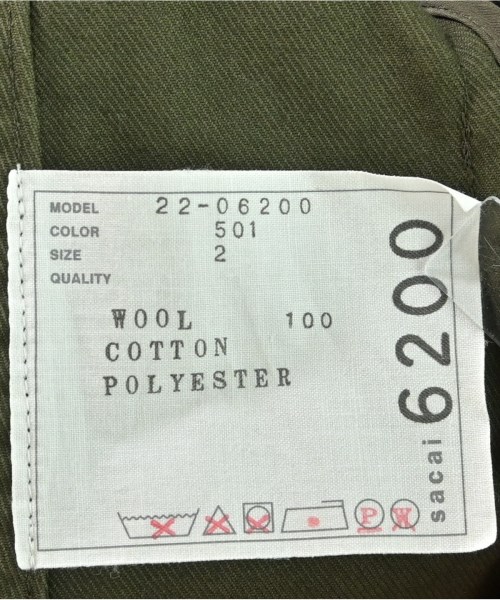 MODEL 22-06200
COLOR 501
SIZE 2
QUALITY
WOOL 100
COTTON
POLYESTER
P W
sacai 6200